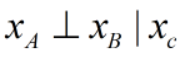 x_A ⊥ x_B | x_c